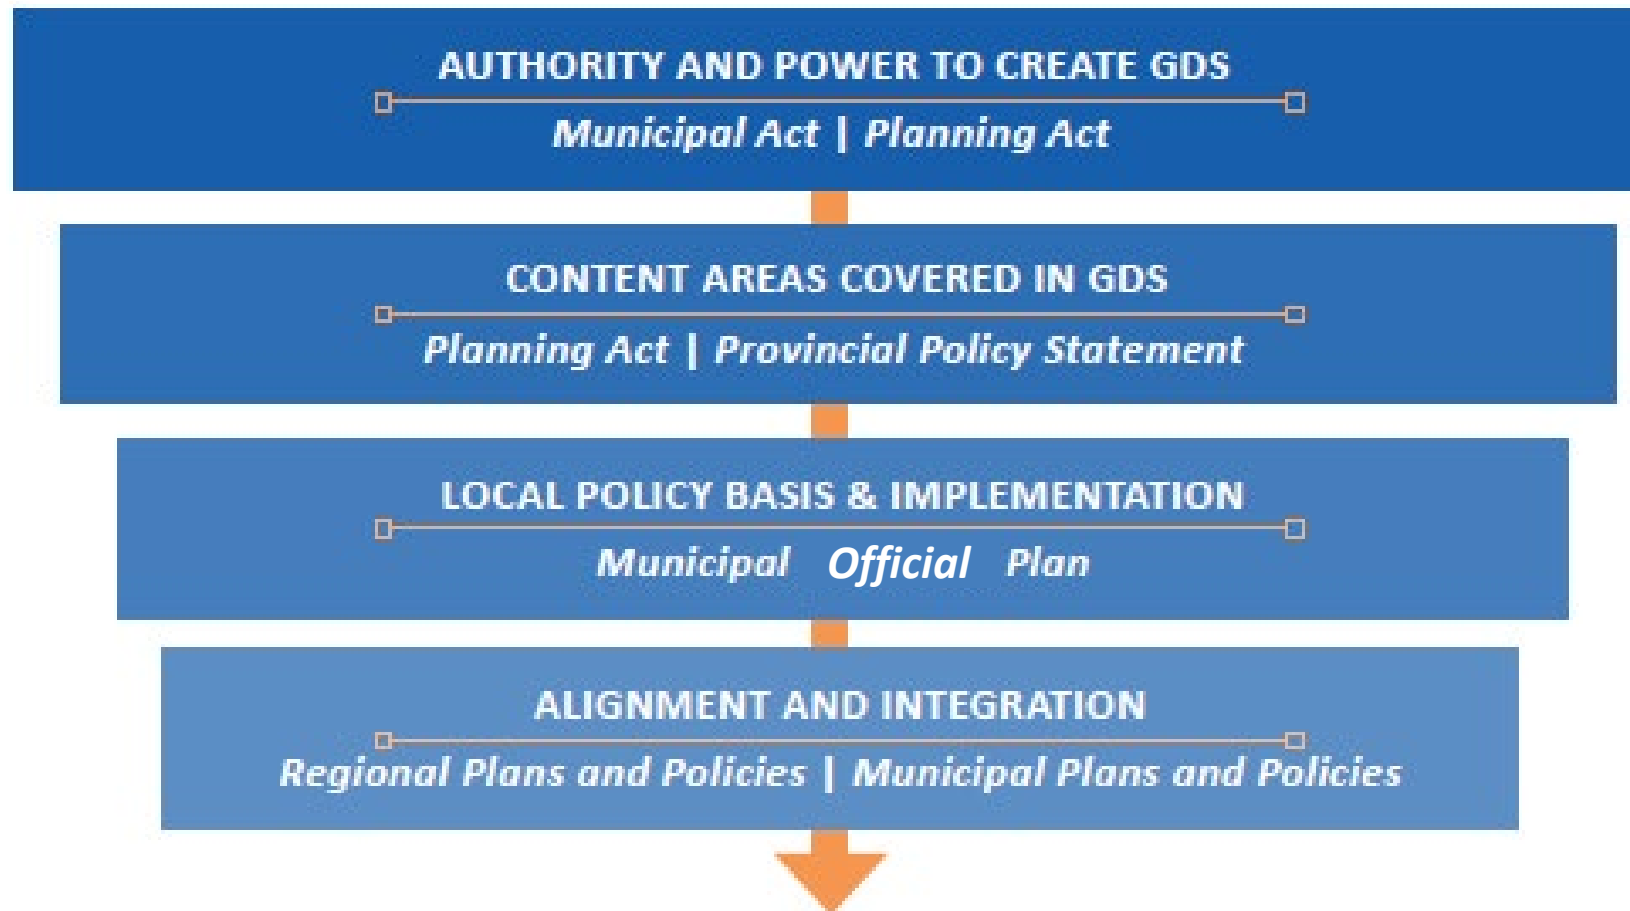 AUTHORITY AND POWER TO CREATE GDS
Municipal Act | Planning Act
CONTENT AREAS COVERED IN GDS
Planning Act | Provincial Policy Statement
LOCAL POLICY BASIS & IMPLEMENTATION
Municipal Official Plan
ALIGNMENT AND INTEGRATION
Regional Plans and Policies | Municipal Plans and Policies